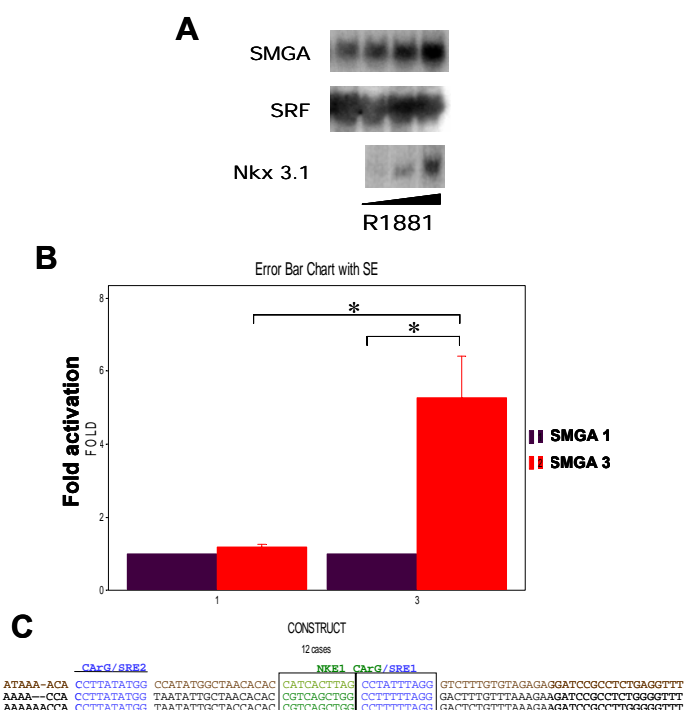 A
SMGA
SRF
Nkx 3.1
R1881
B
Error Bar Chart with SE
8
6
4
2
0
Fold activation
FOLD
*
*
SMGA 1
SMGA 3
1 3
CONSTRUCT
12 cases
C
CArG/SRE2 NKE1 CArG/SRE1
ATAAA-ACA CCTTATATGG CCATATGGCTAACACAC CATCACTTAG CCTATTTAGG GTCTTTGTGTAGAGAGGATCCGCCTCTGAGGTTT
AAAA--CCA CCTTATATGG TAATATTGCTAACACAC CGTCAGCTGG CCTTTTTAGG GACTTTGTTTAAAGAAGATCCGCCTCTGGGGTTT
AAAAAACCA CCTTATATGG TAATATTGCTACCACAC CGTCAGCTGG CCTTTTTAGG GACTCTGTTTAAAGAAGATCCGCCTTGGGGGTTT